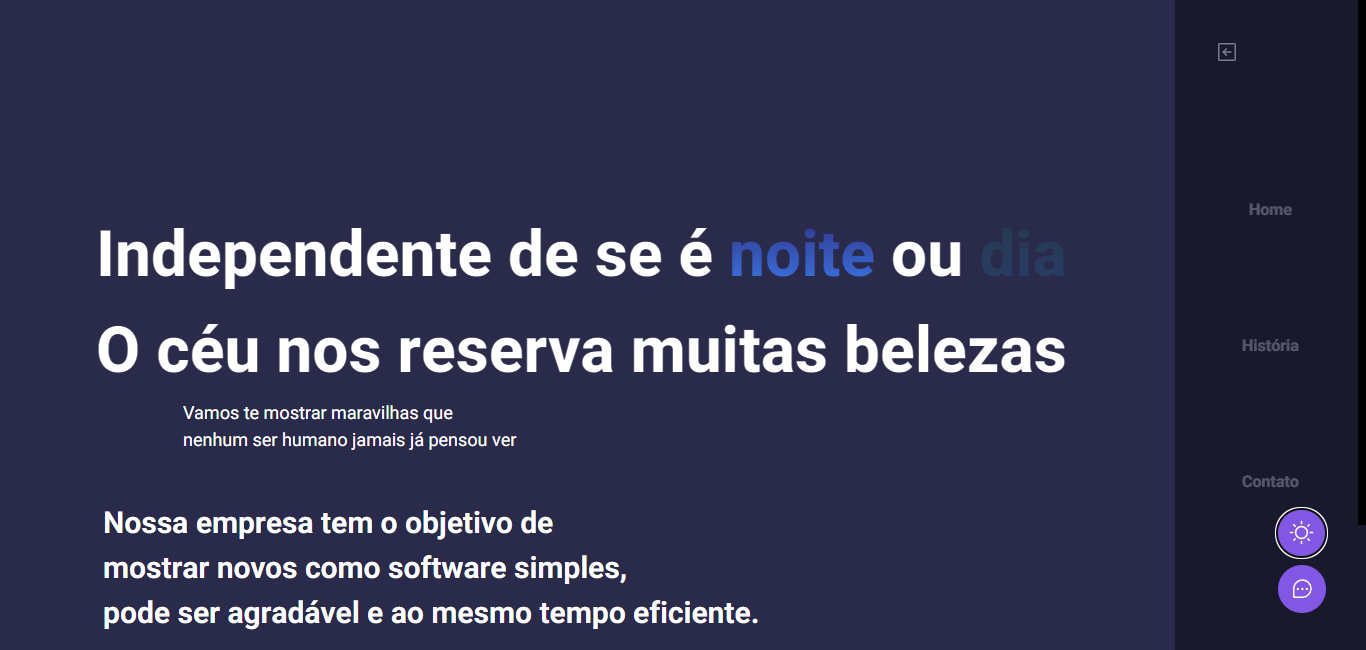 Independente de se é noite ou dia
O céu nos reserva muitas belezas
Vamos te mostrar maravilhas que
nenhum ser humano jamais já pensou ver
Nossa empresa tem o objetivo de
mostrar novos como software simples,
pode ser agradável e ao mesmo tempo eficiente.
Home
História
Contato